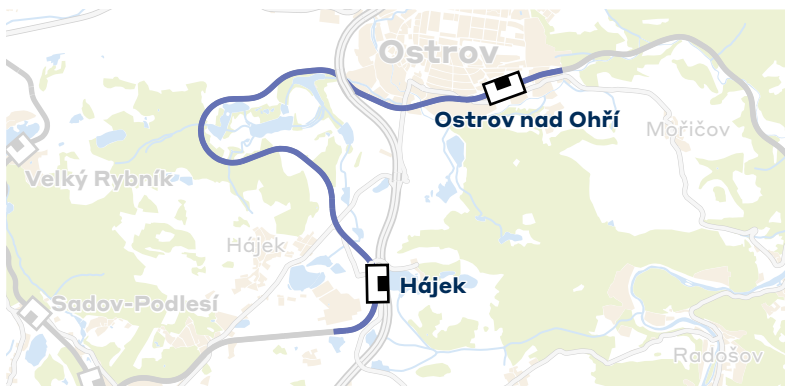 Ostrov
Ostrov nad Ohří
Mořičov
Velký Rybník
Hájek
Hájek
Sadov-Podlesí
Radošov